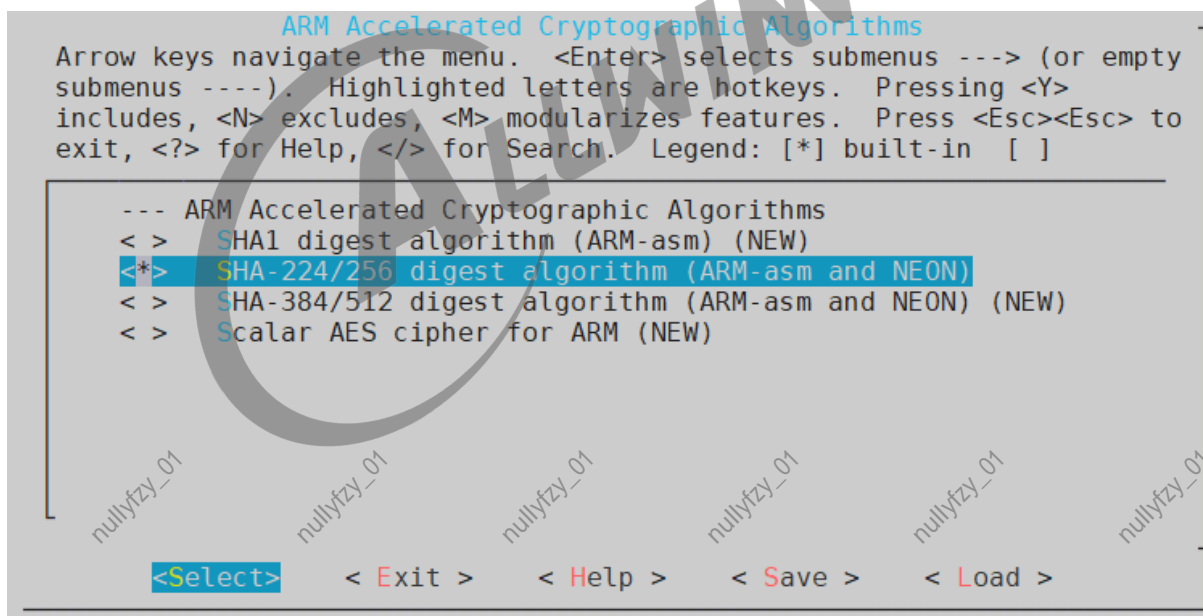 ARM Accelerated Cryptographic Algorithms
Arrow keys navigate the menu.  <Enter> selects submenus ---> (or empty
submenus ----).  Highlighted letters are hotkeys.  Pressing <Y>
includes, <N> excludes, <M> modularizes features.  Press <Esc><Esc> to
exit, <?> for Help, </> for Search.  Legend: [*] built-in  [ ]
--- ARM Accelerated Cryptographic Algorithms
< >   SHA1 digest algorithm (ARM-asm) (NEW)
<*>   SHA-224/256 digest algorithm (ARM-asm and NEON)
< >   SHA-384/512 digest algorithm (ARM-asm and NEON) (NEW)
< >   Scalar AES cipher for ARM (NEW)
nullyfzy_01 nullyfzy_01 nullyfzy_01 nullyfzy_01 nullyfzy_01 nullyfzy_01
<Select>    < Exit >    < Help >    < Save >    < Load >